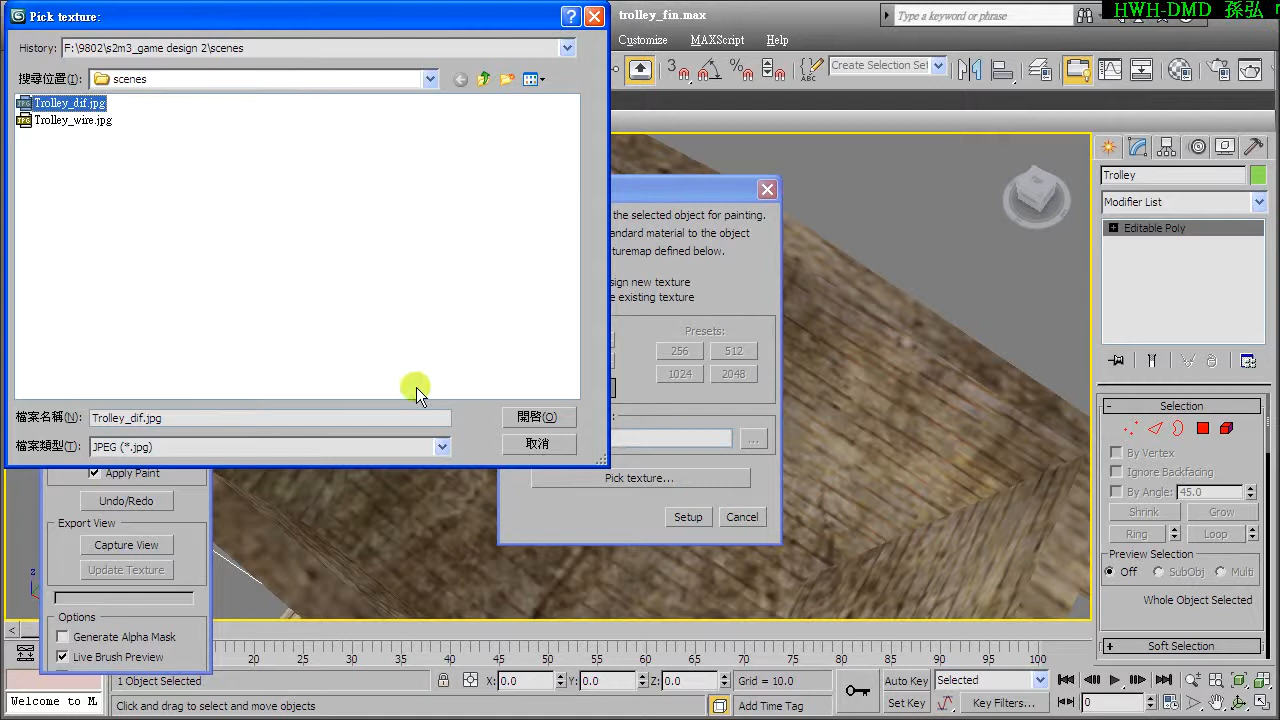 Pick texture:
trolley_fin.max
Type a keyword or phrase
HWH-DMD 孫弘
History: F:\9802\s2m3_game design 2\scenes
Customize MAXScript Help
搜尋位置(I): scenes
Create Selection Set
Trolley_dif.jpg
Trolley_wire.jpg
Trolley
Modifier List
Editable Poly
the selected object for painting.
andard material to the object
turemap defined below.
sign new texture
e existing texture
Presets:
256 512
1024 2048
檔案名稱(N): Trolley_dif.jpg 開啓(O)
檔案類型(T): JPEG (*.jpg) 取消
...
Pick texture...
Setup Cancel
Selection
By Vertex
Ignore Backfacing
By Angle: 45.0
Shrink Grow
Ring Loop
Preview Selection
Off SubObj Multi
Whole Object Selected
Soft Selection
Apply Paint
Undo/Redo
Export View
Capture View
Update Texture
Options
Generate Alpha Mask
Live Brush Preview
20 25 30 35 40 45 50 55 60 65 70 75 80 85 90 95 100
1 Object Selected X: 0.0 Y: 0.0 Z: 0.0 Grid = 10.0 Auto Key Selected
Welcome to M Click or drag to select and move objects Add Time Tag Set Key Key Filters... 0